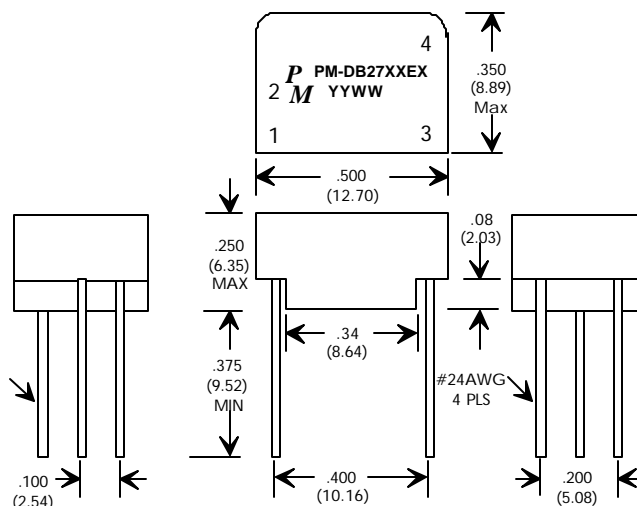 4
P PM-DB27XXEX
2 M YYWW
1 3
.350
(8.89)
Max
.500
(12.70)
.250
(6.35)
MAX
.08
(2.03)
.34
(8.64)
.375
(9.52)
MIN
#24AWG
4 PLS
.100
(2.54)
.400
(10.16)
.200
(5.08)